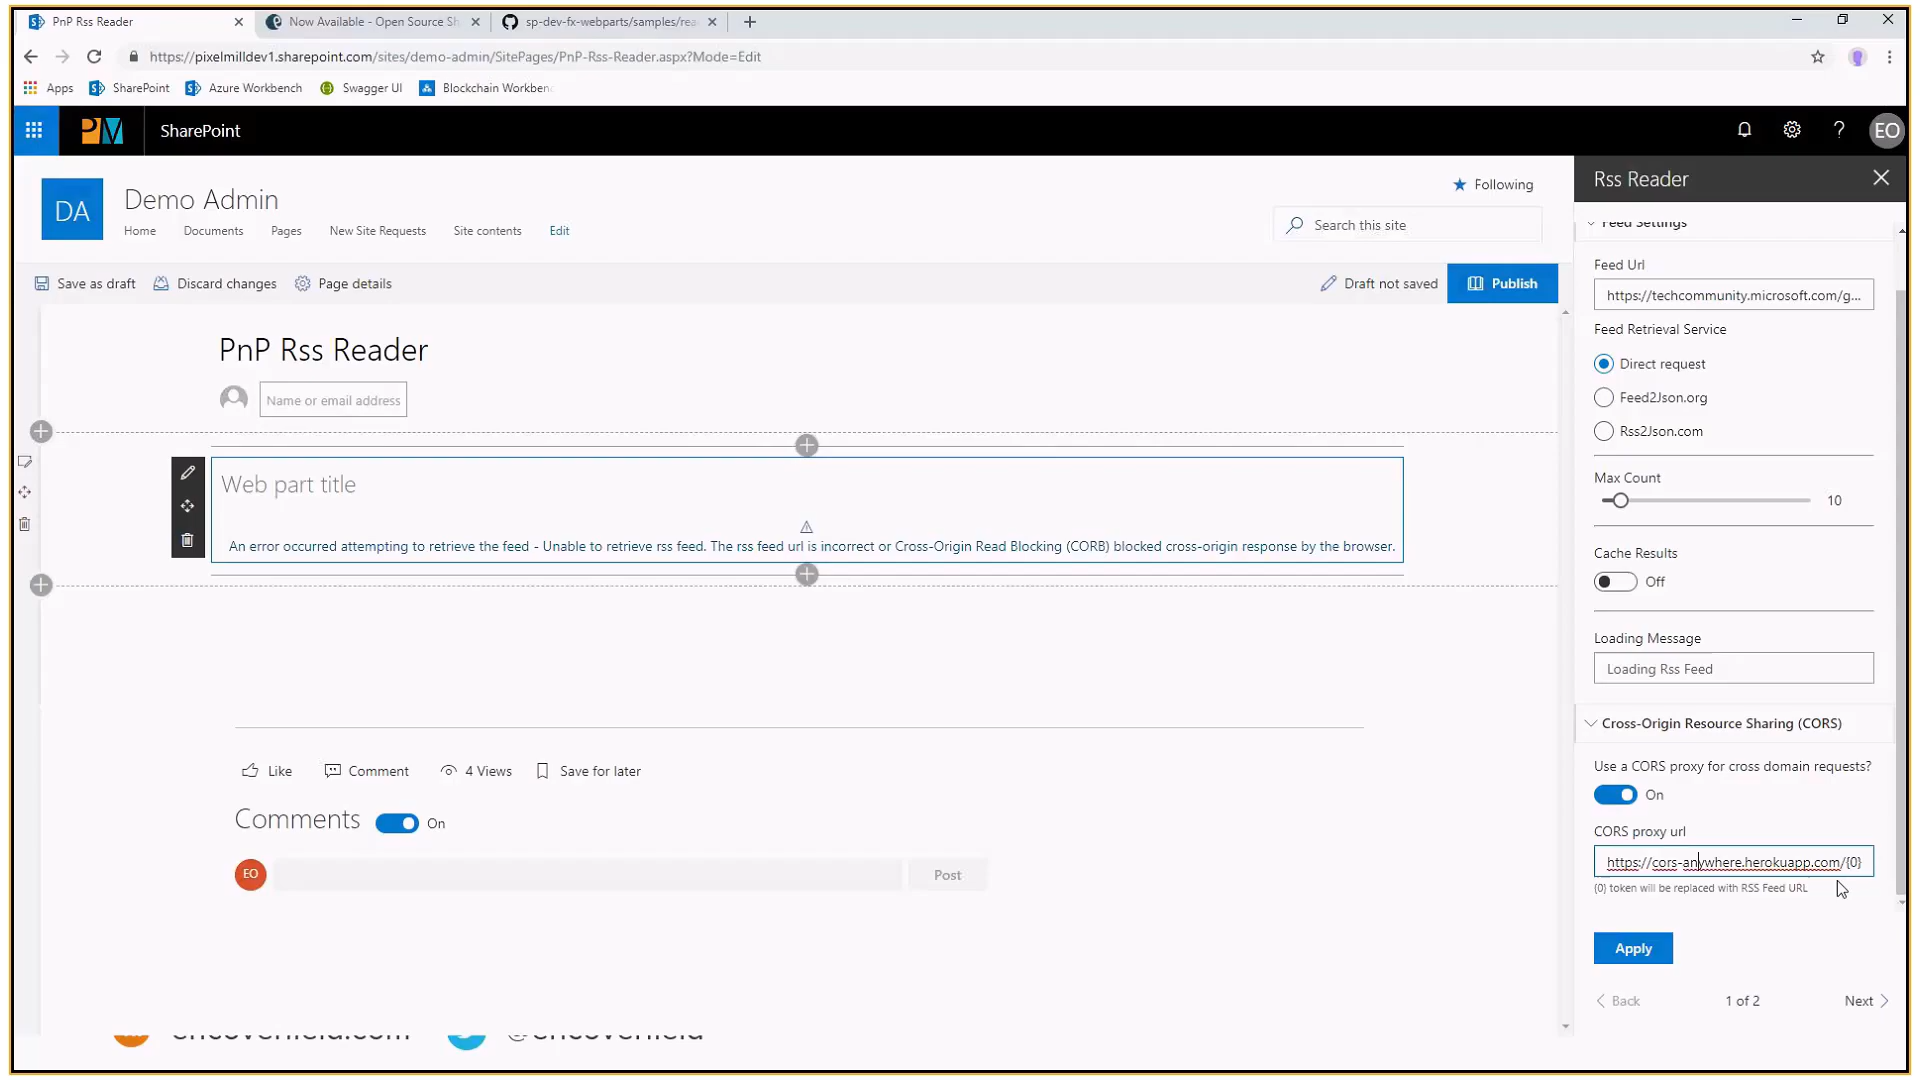 PnP Rss Reader
Now Available - Open Source Sh
sp-dev-fx-webparts/samples/rea
https://pixelmilldev1.sharepoint.com/sites/demo-admin/SitePages/PnP-Rss-Reader.aspx?Mode=Edit
Apps SharePoint Azure Workbench Swagger UI Blockchain Workben
PM SharePoint ? EO
DA Demo Admin
Following
Home Documents Pages New Site Requests Site contents Edit
Search this site
Save as draft Discard changes Page details Draft not saved Publish
PnP Rss Reader
Name or email address
Web part title
An error occurred attempting to retrieve the feed - Unable to retrieve rss feed. The rss feed url is incorrect or Cross-Origin Read Blocking (CORB) blocked cross-origin response by the browser.
Like Comment 4 Views Save for later
Comments On
EO Post
encovenfield.com @encovenfield
Rss Reader
Feed Settings
Feed Url
https://techcommunity.microsoft.com/g...
Feed Retrieval Service
Direct request
Feed2Json.org
Rss2Json.com
Max Count
10
Cache Results
Off
Loading Message
Loading Rss Feed
Cross-Origin Resource Sharing (CORS)
Use a CORS proxy for cross domain requests?
On
CORS proxy url
https://cors-anywhere.herokuapp.com/{0}
{0} token will be replaced with RSS Feed URL
Apply
Back 1 of 2 Next